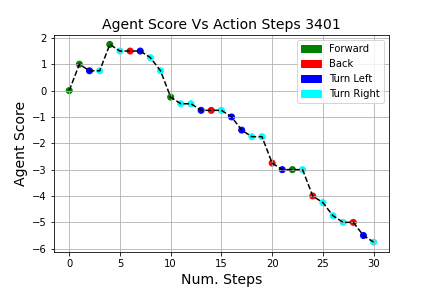 Agent Score Vs Action Steps 3401
Agent Score
2
1
0
−1
−2
−3
−4
−5
−6
Forward
Back
Turn Left
Turn Right
0 5 10 15 20 25 30
Num. Steps